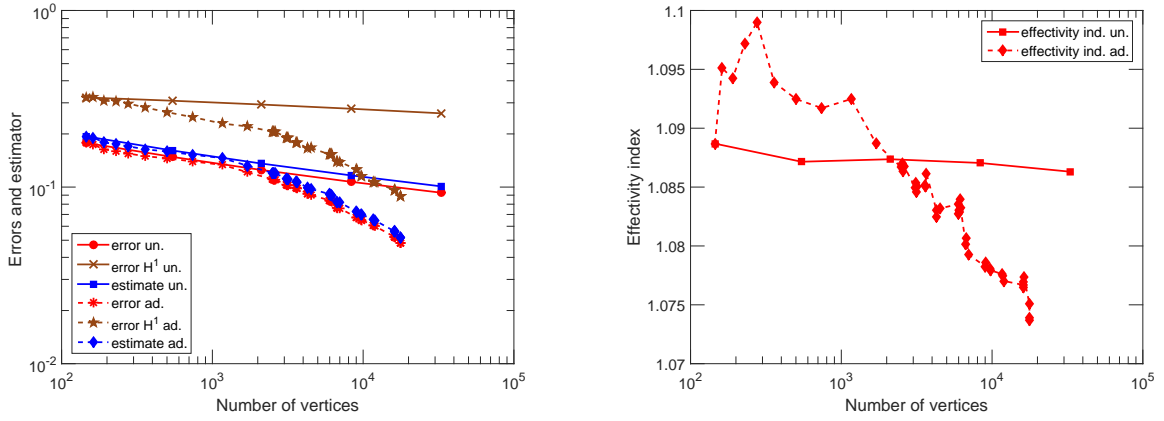 Errors and estimator
10^0
10^-1
10^-2
error un.
error H^1 un.
estimate un.
error ad.
error H^1 ad.
estimate ad.
10^2
10^3
10^4
10^5
Number of vertices
Effectivity index
1.1
1.095
1.09
1.085
1.08
1.075
1.07
effectivity ind. un.
effectivity ind. ad.
10^2
10^3
10^4
10^5
Number of vertices